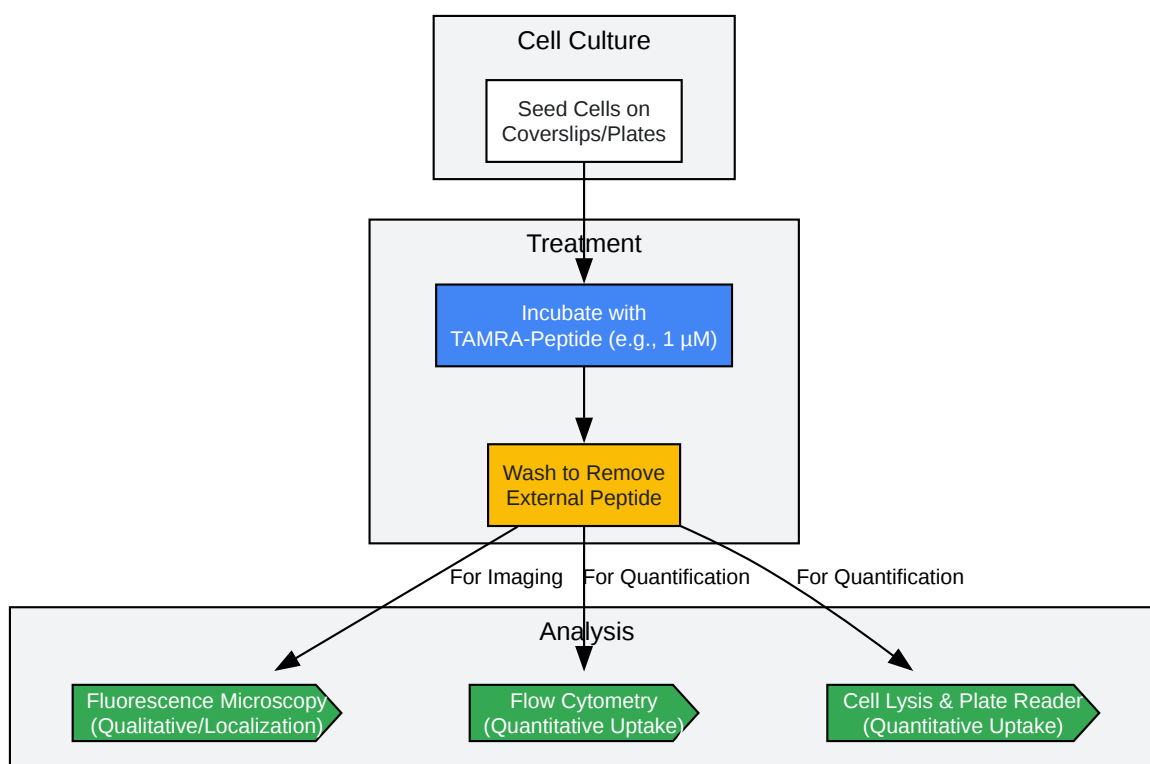 Cell Culture
Seed Cells on
Coverslips/Plates
Treatment
Incubate with
TAMRA-Peptide (e.g., 1 µM)
Wash to Remove
External Peptide
For Imaging
For Quantification
For Quantification
Analysis
Fluorescence Microscopy
(Qualitative/Localization)
Flow Cytometry
(Quantitative Uptake)
Cell Lysis & Plate Reader
(Quantitative Uptake)